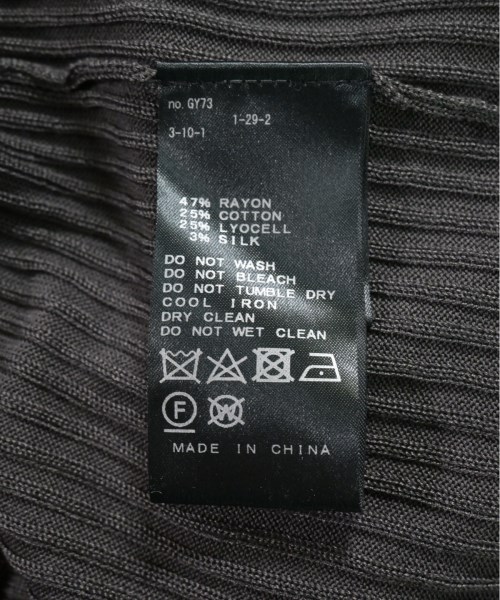 no. GY73
1-29-2
3-10-1
47% RAYON
25% COTTON
25% LYOCELL
3% SILK
DO NOT WASH
DO NOT BLEACH
DO NOT TUMBLE DRY
COOL IRON
DRY CLEAN
DO NOT WET CLEAN
F W
MADE IN CHINA